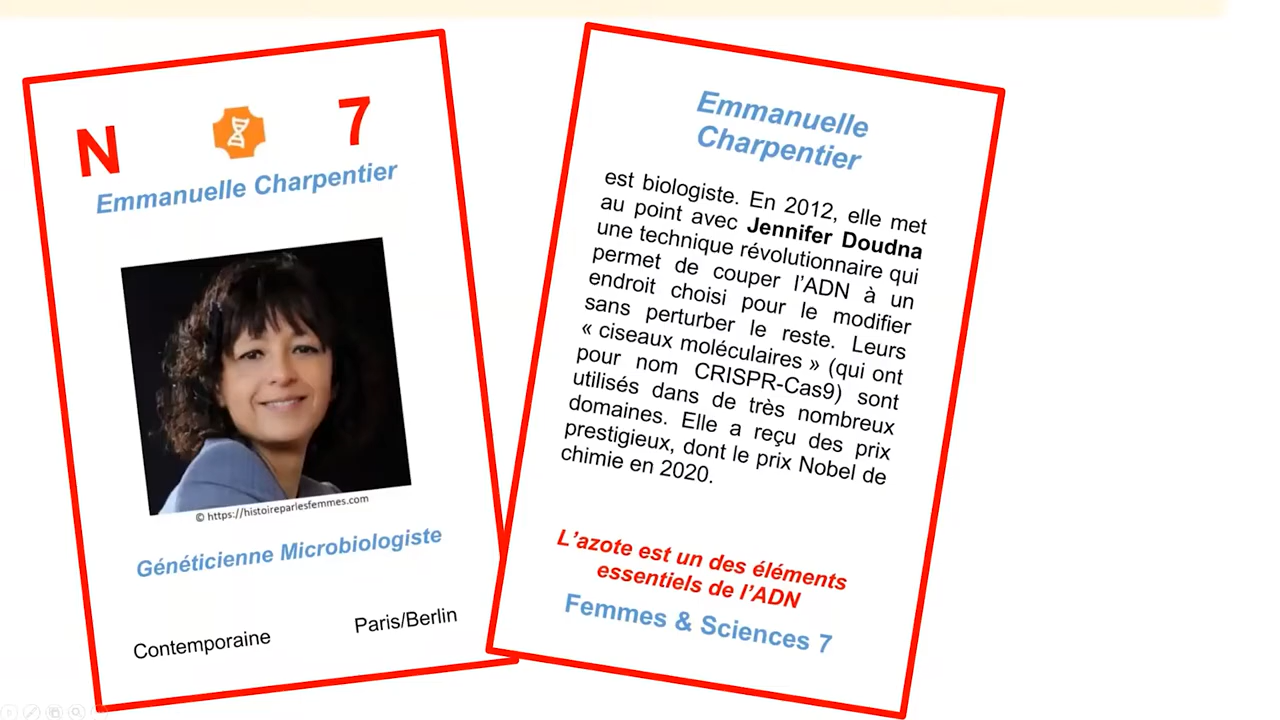 N 7
Emmanuelle Charpentier
© https://histoireparlesfemmes.com
Généticienne Microbiologiste
Contemporaine Paris/Berlin
Emmanuelle
Charpentier
est biologiste. En 2012, elle met
au point avec Jennifer Doudna
une technique révolutionnaire qui
permet de couper l’ADN à un
endroit choisi pour le modifier
sans perturber le reste. Leurs
« ciseaux moléculaires » (qui ont
pour nom CRISPR-Cas9) sont
utilisés dans de très nombreux
domaines. Elle a reçu des prix
prestigieux, dont le prix Nobel de
chimie en 2020.
L’azote est un des éléments
essentiels de l’ADN
Femmes & Sciences 7